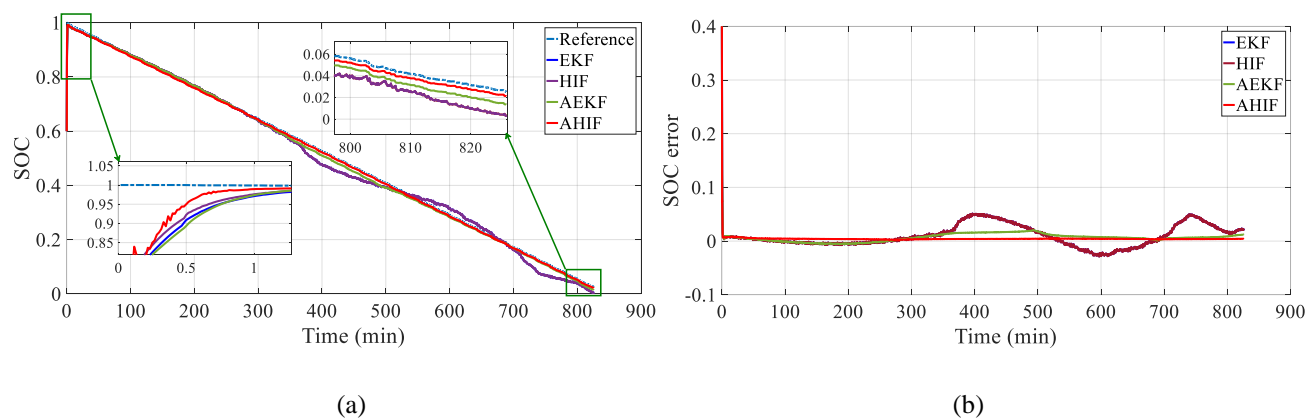 1
0.8
0.6
0.4
0.2
0
SOC
0 100 200 300 400 500 600 700 800 900
Time (min)
Reference
EKF
HIF
AEKF
AHIF
0.06
0.04
0.02
0
800 810 820
1.05
1
0.95
0.9
0.85
0 0.5 1
(a)
0.4
0.3
0.2
0.1
0
-0.1
SOC error
0 100 200 300 400 500 600 700 800 900
Time (min)
EKF
HIF
AEKF
AHIF
(b)